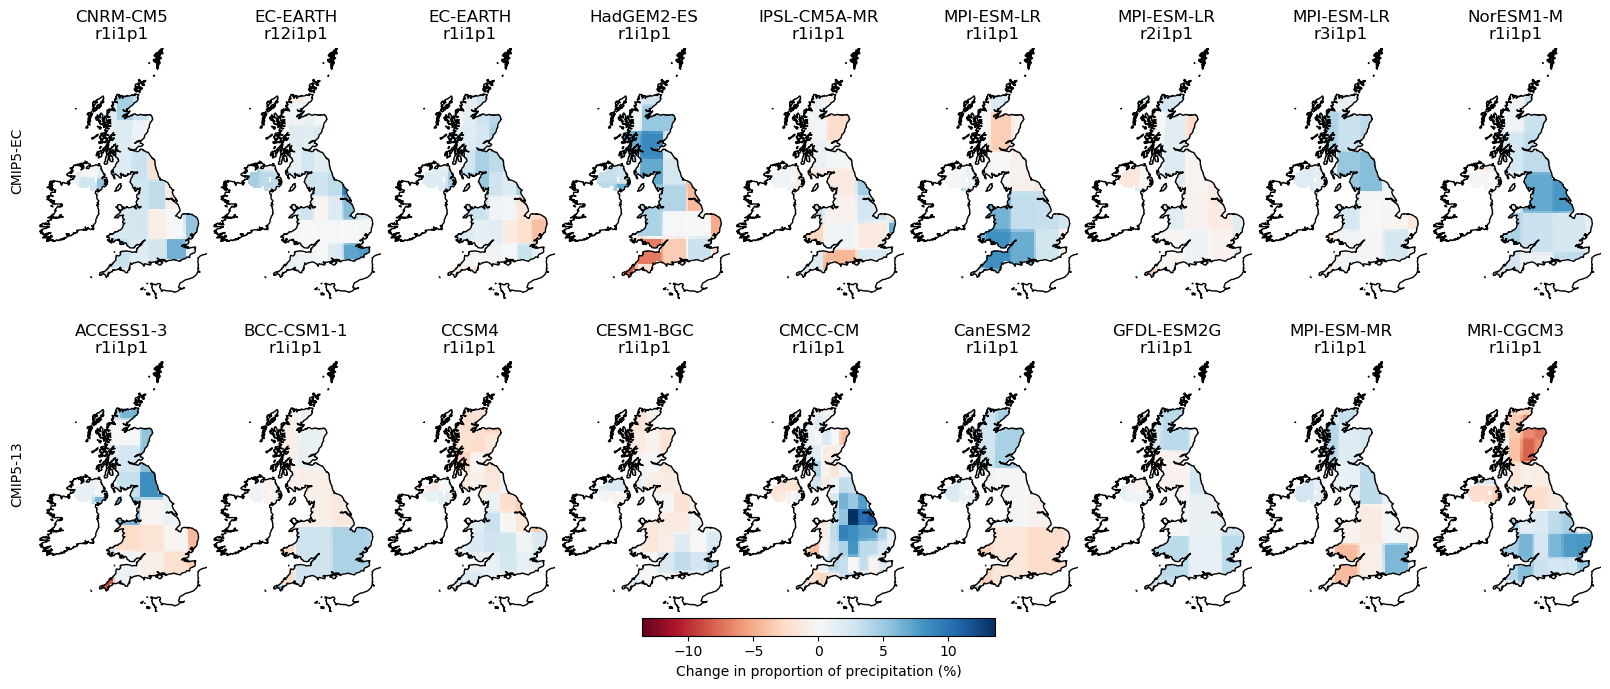 CNRM-CM5 EC-EARTH EC-EARTH HadGEM2-ES IPSL-CM5A-MR MPI-ESM-LR MPI-ESM-LR MPI-ESM-LR NorESM1-M
r1i1p1 r12i1p1 r1i1p1 r1i1p1 r1i1p1 r1i1p1 r2i1p1 r3i1p1 r1i1p1
CMIP5-EC
ACCESS1-3 BCC-CSM1-1 CCSM4 CESM1-BGC CMCC-CM CanESM2 GFDL-ESM2G MPI-ESM-MR MRI-CGCM3
r1i1p1 r1i1p1 r1i1p1 r1i1p1 r1i1p1 r1i1p1 r1i1p1 r1i1p1 r1i1p1
CMIP5-13
−10 −5 0 5 10
Change in proportion of precipitation (%)